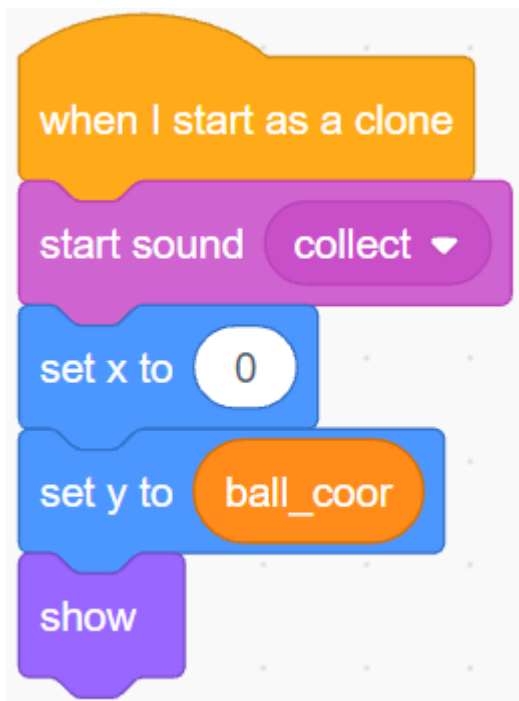 when I start as a clone
start sound collect
set x to 0
set y to ball_coor
show